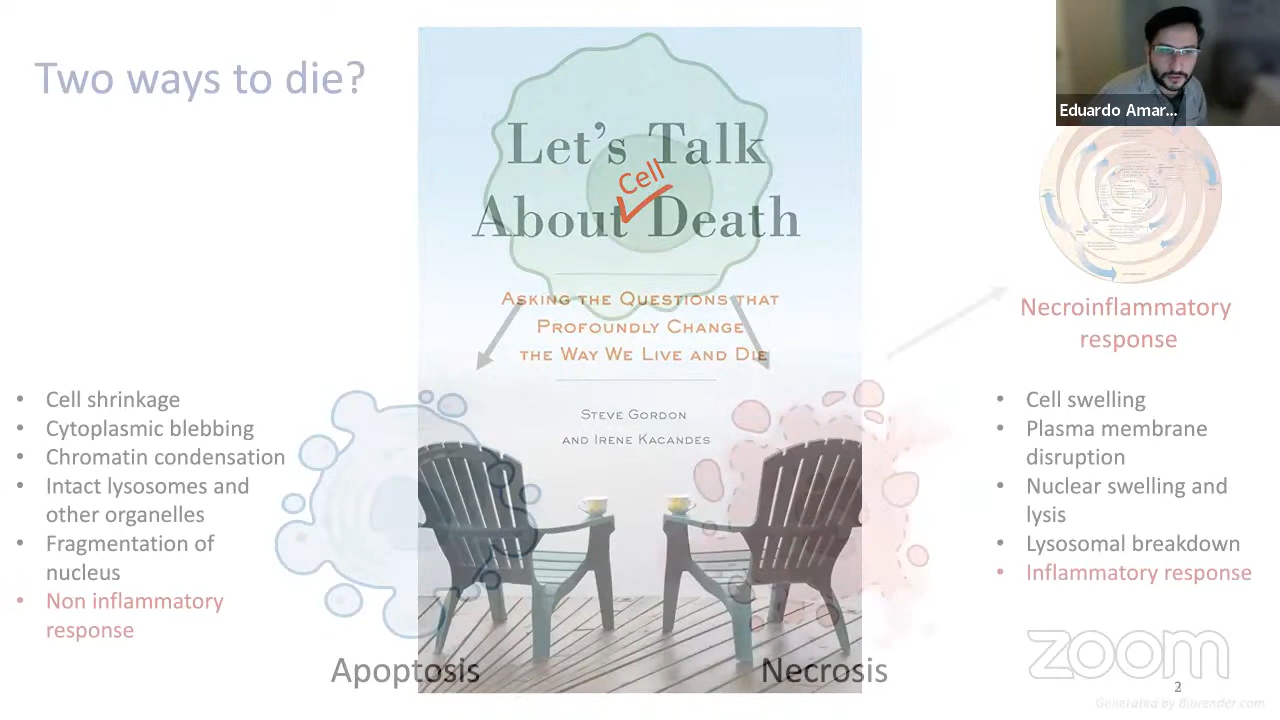 Two ways to die?
Let's Talk
Cell
About Death
Asking the Questions that
Profoundly Change
the Way We Live and Die
Steve Gordon
and Irene Kacandes
Eduardo Amar...
Necroinflammatory
response
• Cell shrinkage
• Cytoplasmic blebbing
• Chromatin condensation
• Intact lysosomes and
other organelles
• Fragmentation of
nucleus
• Non inflammatory
response
• Cell swelling
• Plasma membrane
disruption
• Nuclear swelling and
lysis
• Lysosomal breakdown
• Inflammatory response
Apoptosis
Necrosis
zoom
2
Generated by Biorender.com